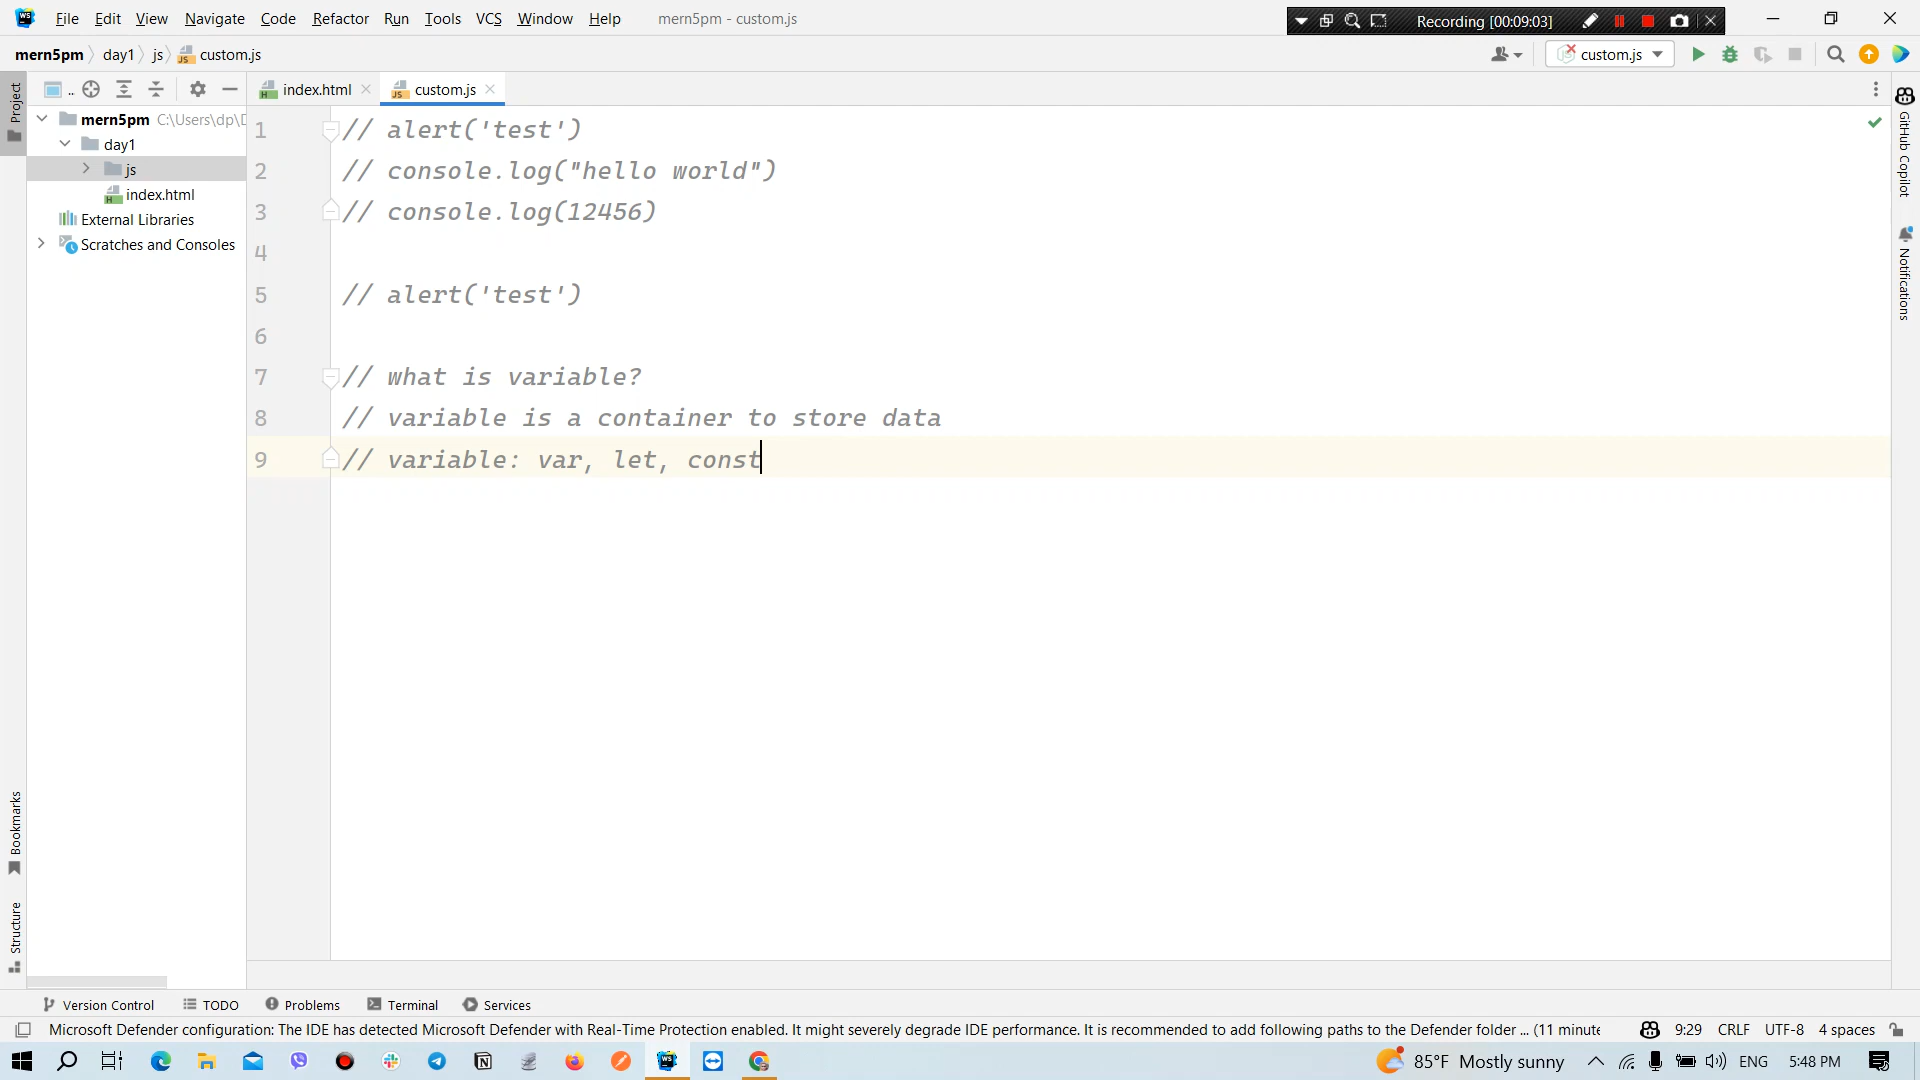 File Edit View Navigate Code Refactor Run Tools VCS Window Help mern5pm - custom.js
Recording [00:09:03]
mern5pm day1 js custom.js
custom.js
Project
..
index.html custom.js
mern5pm C:\Users\dp\D
day1
js
index.html
External Libraries
Scratches and Consoles
1 // alert('test')
2 // console.log("hello world")
3 // console.log(12456)
4
5 // alert('test')
6
7 // what is variable?
8 // variable is a container to store data
9 // variable: var, let, const
GitHub Copilot
Notifications
Bookmarks
Structure
Version Control TODO Problems Terminal Services
Microsoft Defender configuration: The IDE has detected Microsoft Defender with Real-Time Protection enabled. It might severely degrade IDE performance. It is recommended to add following paths to the Defender folder ... (11 minute
9:29 CRLF UTF-8 4 spaces
85°F Mostly sunny ENG 5:48 PM